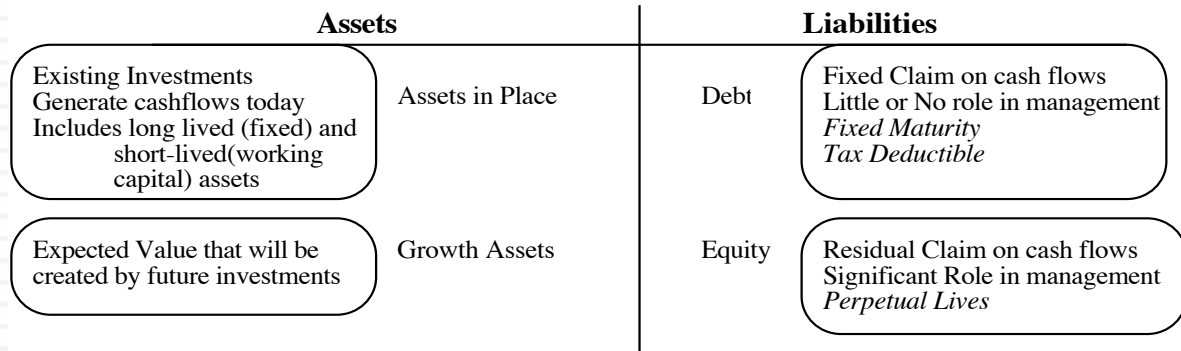 Assets
Liabilities
Existing Investments
Generate cashflows today
Includes long lived (fixed) and
short-lived(working
capital) assets
Assets in Place
Debt
Fixed Claim on cash flows
Little or No role in management
Fixed Maturity
Tax Deductible
Expected Value that will be
created by future investments
Growth Assets
Equity
Residual Claim on cash flows
Significant Role in management
Perpetual Lives